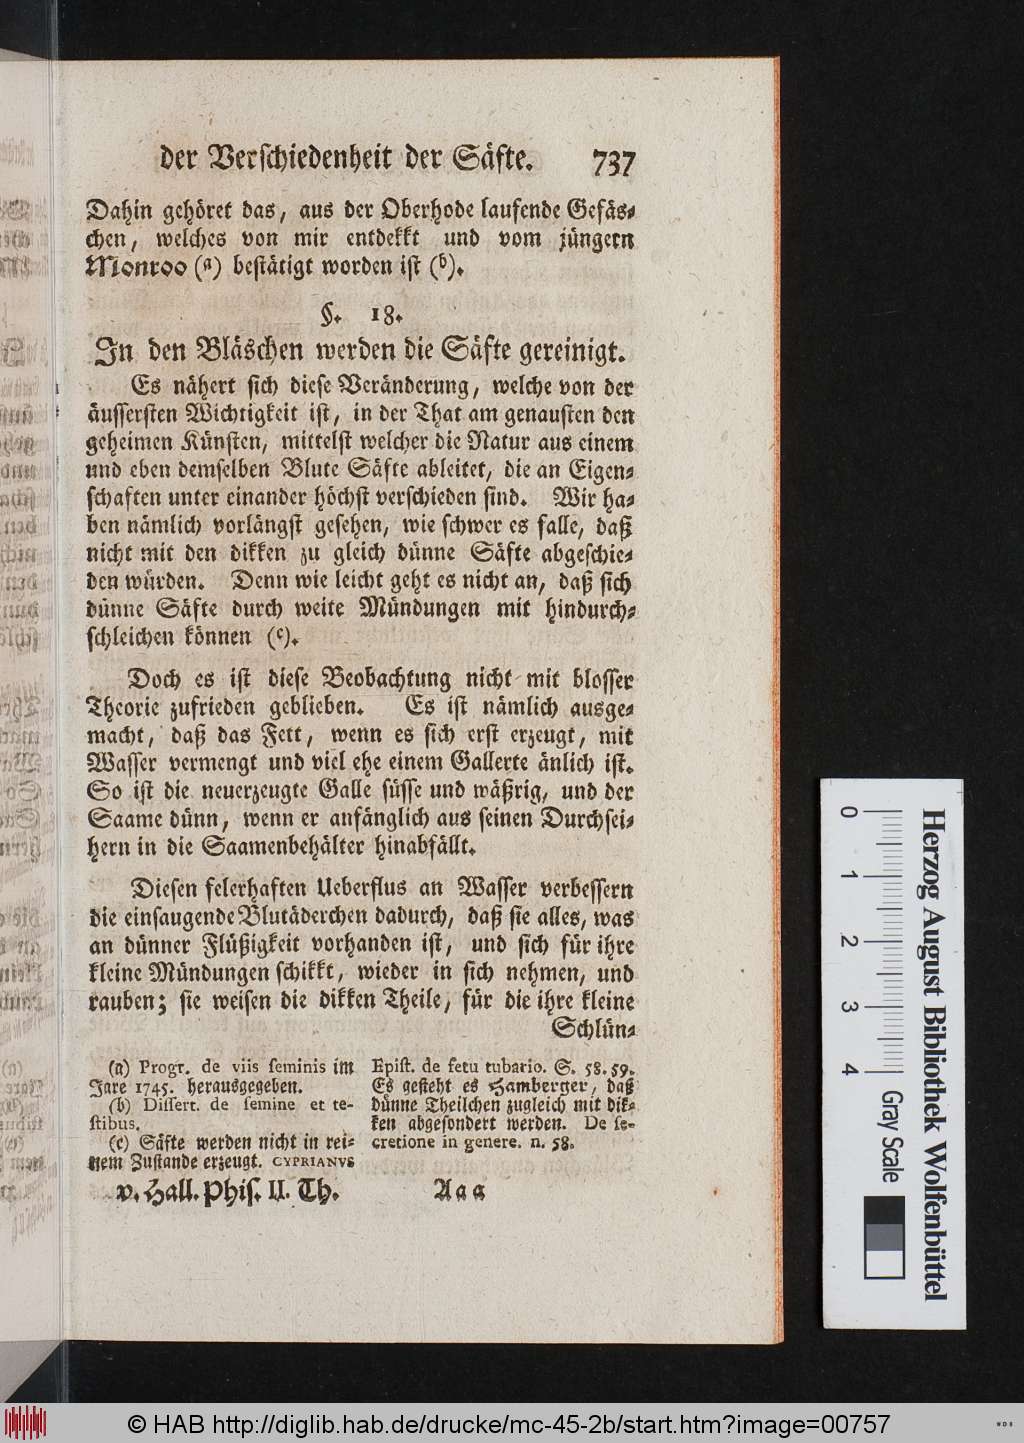 der Verschiedenheit der Säfte. 737
Dahin gehöret das, aus der Oberhode laufende Gefäs-
chen, welches von mir entdekkt und vom jüngern
Monroo (a) bestätigt worden ist (b).
§. 18.
In den Bläschen werden die Säfte gereinigt.
Es nähert sich diese Veränderung, welche von der
äussersten Wichtigkeit ist, in der That am genausten den
geheimen Künsten, mittelst welcher die Natur aus einem
und eben demselben Blute Säfte ableitet, die an Eigen-
schaften unter einander höchst verschieden sind. Wir ha-
ben nämlich vorlängst gesehen, wie schwer es falle, daß
nicht mit den dikken zu gleich dünne Säfte abgeschie-
den würden. Denn wie leicht geht es nicht an, daß sich
dünne Säfte durch weite Mündungen mit hindurch-
schleichen können (c).
Doch es ist diese Beobachtung nicht mit blosser
Theorie zufrieden geblieben. Es ist nämlich ausge-
macht, daß das Fett, wenn es sich erst erzeugt, mit
Wasser vermengt und viel ehe einem Gallerte änlich ist.
So ist die neuerzeugte Galle süsse und wäßrig, und der
Saame dünn, wenn er anfänglich aus seinen Durchsei-
hern in die Saamenbehälter hinabfällt.
Diesen felerhaften Ueberflus an Wasser verbessern
die einsaugende Blutäderchen dadurch, daß sie alles, was
an dünner Flüßigkeit vorhanden ist, und sich für ihre
kleine Mündungen schikkt, wieder in sich nehmen, und
rauben; sie weisen die dikken Theile, für die ihre kleine
Schlün-
(a) Progr. de viis seminis im
Jare 1745. herausgegeben.
(b) Dissert. de semine et te-
stibus.
(c) Säfte werden nicht in rei-
nem Zustande erzeugt. CYPRIANVS
Epist. de fetu tubario. S. 58. 59.
Es gesteht es Hamberger, daß
dünne Theilchen zugleich mit dik-
ken abgesondert werden. De se-
cretione in genere. n. 58.
v. Hall. Phis. II. Th. Aaa
0 1 2 3 4 Gray Scale
Herzog August Bibliothek Wolfenbüttel
© HAB http://diglib.hab.de/drucke/mc-45-2b/start.htm?image=00757